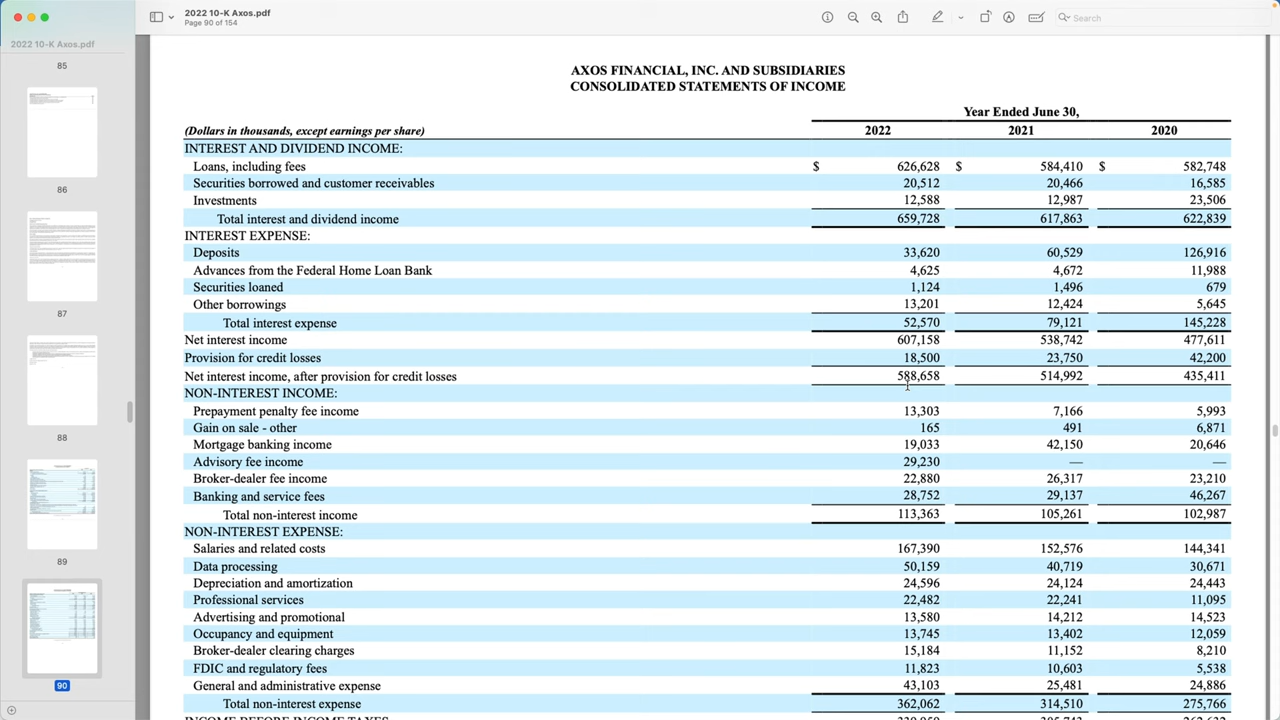 2022 10-K Axos.pdf
Page 90 of 154
Search
2022 10-K Axos.pdf
85
86
87
88
89
90
AXOS FINANCIAL, INC. AND SUBSIDIARIES
CONSOLIDATED STATEMENTS OF INCOME
Year Ended June 30,
(Dollars in thousands, except earnings per share) 2022 2021 2020
INTEREST AND DIVIDEND INCOME:
Loans, including fees $ 626,628 $ 584,410 $ 582,748
Securities borrowed and customer receivables 20,512 20,466 16,585
Investments 12,588 12,987 23,506
Total interest and dividend income 659,728 617,863 622,839
INTEREST EXPENSE:
Deposits 33,620 60,529 126,916
Advances from the Federal Home Loan Bank 4,625 4,672 11,988
Securities loaned 1,124 1,496 679
Other borrowings 13,201 12,424 5,645
Total interest expense 52,570 79,121 145,228
Net interest income 607,158 538,742 477,611
Provision for credit losses 18,500 23,750 42,200
Net interest income, after provision for credit losses 588,658 514,992 435,411
NON-INTEREST INCOME:
Prepayment penalty fee income 13,303 7,166 5,993
Gain on sale - other 165 491 6,871
Mortgage banking income 19,033 42,150 20,646
Advisory fee income 29,230 — —
Broker-dealer fee income 22,880 26,317 23,210
Banking and service fees 28,752 29,137 46,267
Total non-interest income 113,363 105,261 102,987
NON-INTEREST EXPENSE:
Salaries and related costs 167,390 152,576 144,341
Data processing 50,159 40,719 30,671
Depreciation and amortization 24,596 24,124 24,443
Professional services 22,482 22,241 11,095
Advertising and promotional 13,580 14,212 14,523
Occupancy and equipment 13,745 13,402 12,059
Broker-dealer clearing charges 15,184 11,152 8,210
FDIC and regulatory fees 11,823 10,603 5,538
General and administrative expense 43,103 25,481 24,886
Total non-interest expense 362,062 314,510 275,766
INCOME BEFORE INCOME TAXES